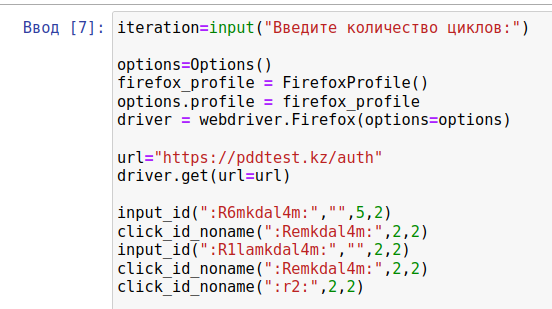 Ввод [7]: iteration=input("Введите количество циклов:")
options=Options()
firefox_profile = FirefoxProfile()
options.profile = firefox_profile
driver = webdriver.Firefox(options=options)
url="https://pddtest.kz/auth"
driver.get(url=url)
input_id(":R6mkdal4m:","",5,2)
click_id_noname(":Remkdal4m:",2,2)
input_id(":R1lamkdal4m:","",2,2)
click_id_noname(":Remkdal4m:",2,2)
click_id_noname(":r2:",2,2)